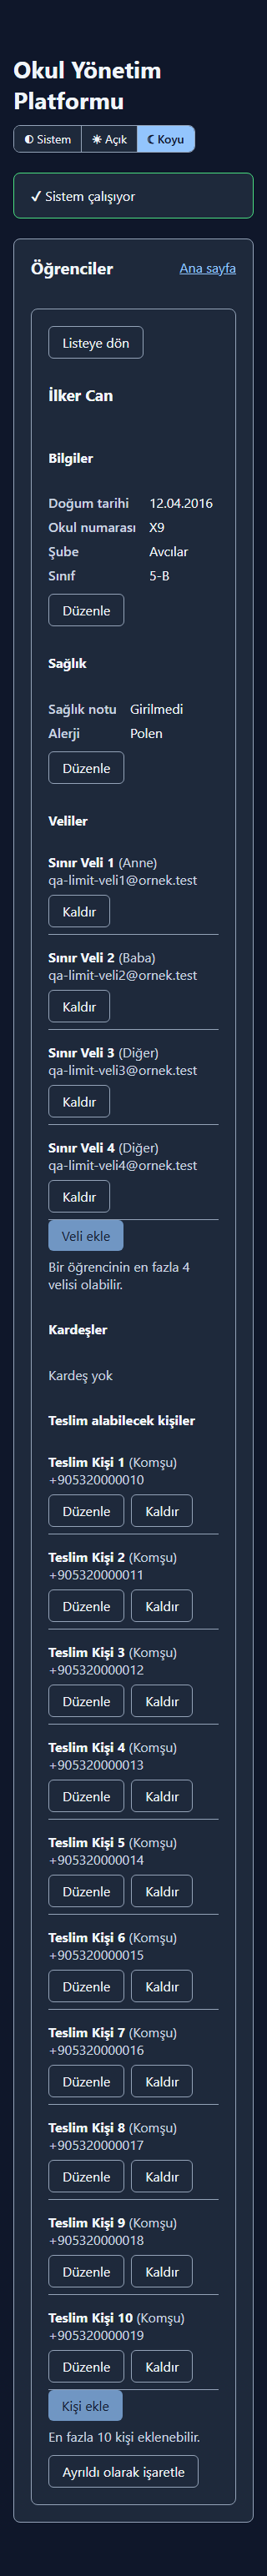 Okul Yönetim
Platformu
Sistem Açık Koyu
✓ Sistem çalışıyor
Öğrenciler Ana sayfa
Listeye dön
İlker Can
Bilgiler
Doğum tarihi 12.04.2016
Okul numarası X9
Şube Avcılar
Sınıf 5-B
Düzenle
Sağlık
Sağlık notu Girilmedi
Alerji Polen
Düzenle
Veliler
Sınır Veli 1 (Anne)
qa-limit-veli1@ornek.test
Kaldır
Sınır Veli 2 (Baba)
qa-limit-veli2@ornek.test
Kaldır
Sınır Veli 3 (Diğer)
qa-limit-veli3@ornek.test
Kaldır
Sınır Veli 4 (Diğer)
qa-limit-veli4@ornek.test
Kaldır
Veli ekle
Bir öğrencinin en fazla 4
velisi olabilir.
Kardeşler
Kardeş yok
Teslim alabilecek kişiler
Teslim Kişi 1 (Komşu)
+905320000010
Düzenle Kaldır
Teslim Kişi 2 (Komşu)
+905320000011
Düzenle Kaldır
Teslim Kişi 3 (Komşu)
+905320000012
Düzenle Kaldır
Teslim Kişi 4 (Komşu)
+905320000013
Düzenle Kaldır
Teslim Kişi 5 (Komşu)
+905320000014
Düzenle Kaldır
Teslim Kişi 6 (Komşu)
+905320000015
Düzenle Kaldır
Teslim Kişi 7 (Komşu)
+905320000016
Düzenle Kaldır
Teslim Kişi 8 (Komşu)
+905320000017
Düzenle Kaldır
Teslim Kişi 9 (Komşu)
+905320000018
Düzenle Kaldır
Teslim Kişi 10 (Komşu)
+905320000019
Düzenle Kaldır
Kişi ekle
En fazla 10 kişi eklenebilir.
Ayrıldı olarak işaretle